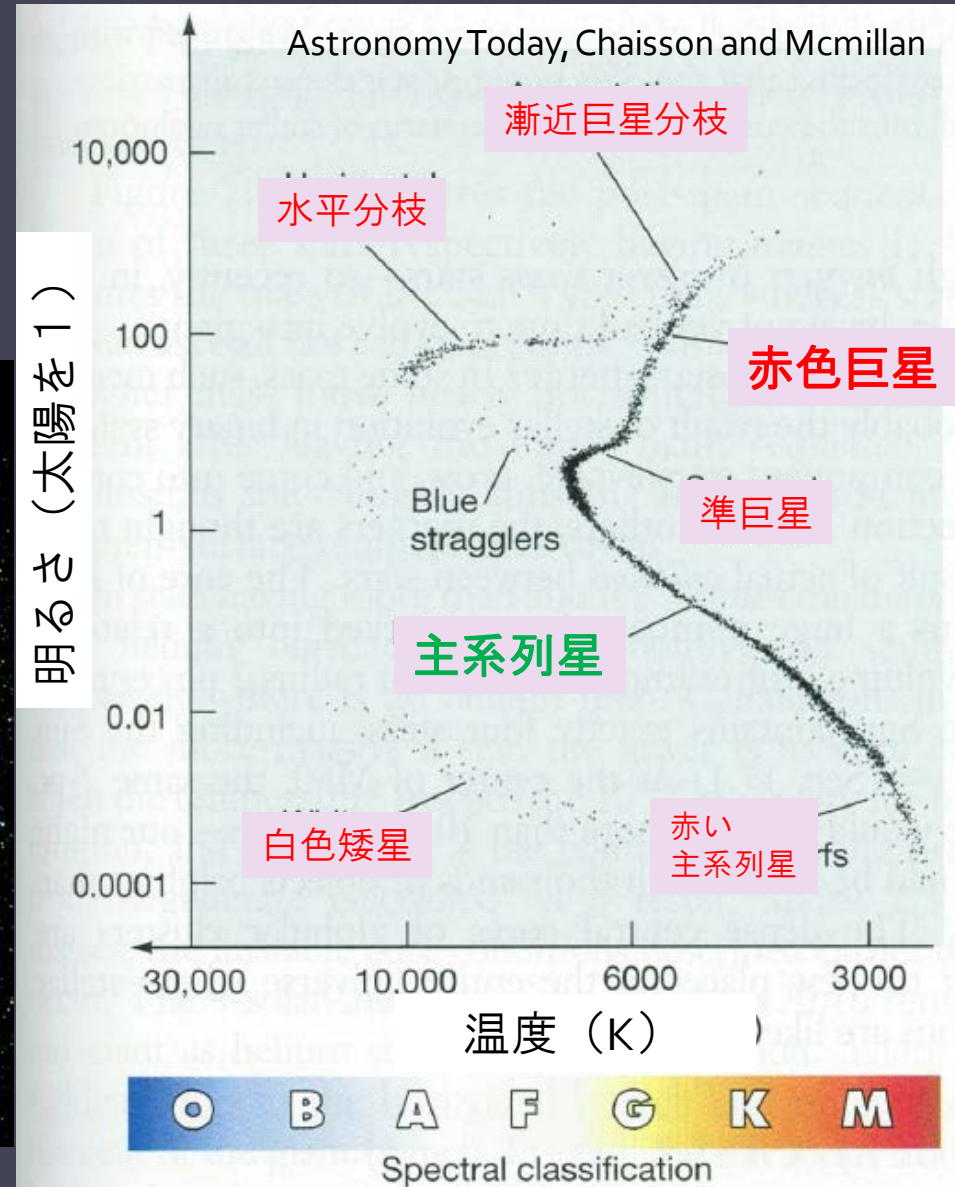 Astronomy Today, Chaisson and Mcmillan
漸近巨星分枝
10,000
水平分枝
明るさ（太陽を１）
100
赤色巨星
Blue
stragglers
準巨星
1
主系列星
0.01
白色矮星
赤い
主系列星
rfs
0.0001
30,000 10.000 6000 3000
温度（K）
)
O B A F G K M
Spectral classification